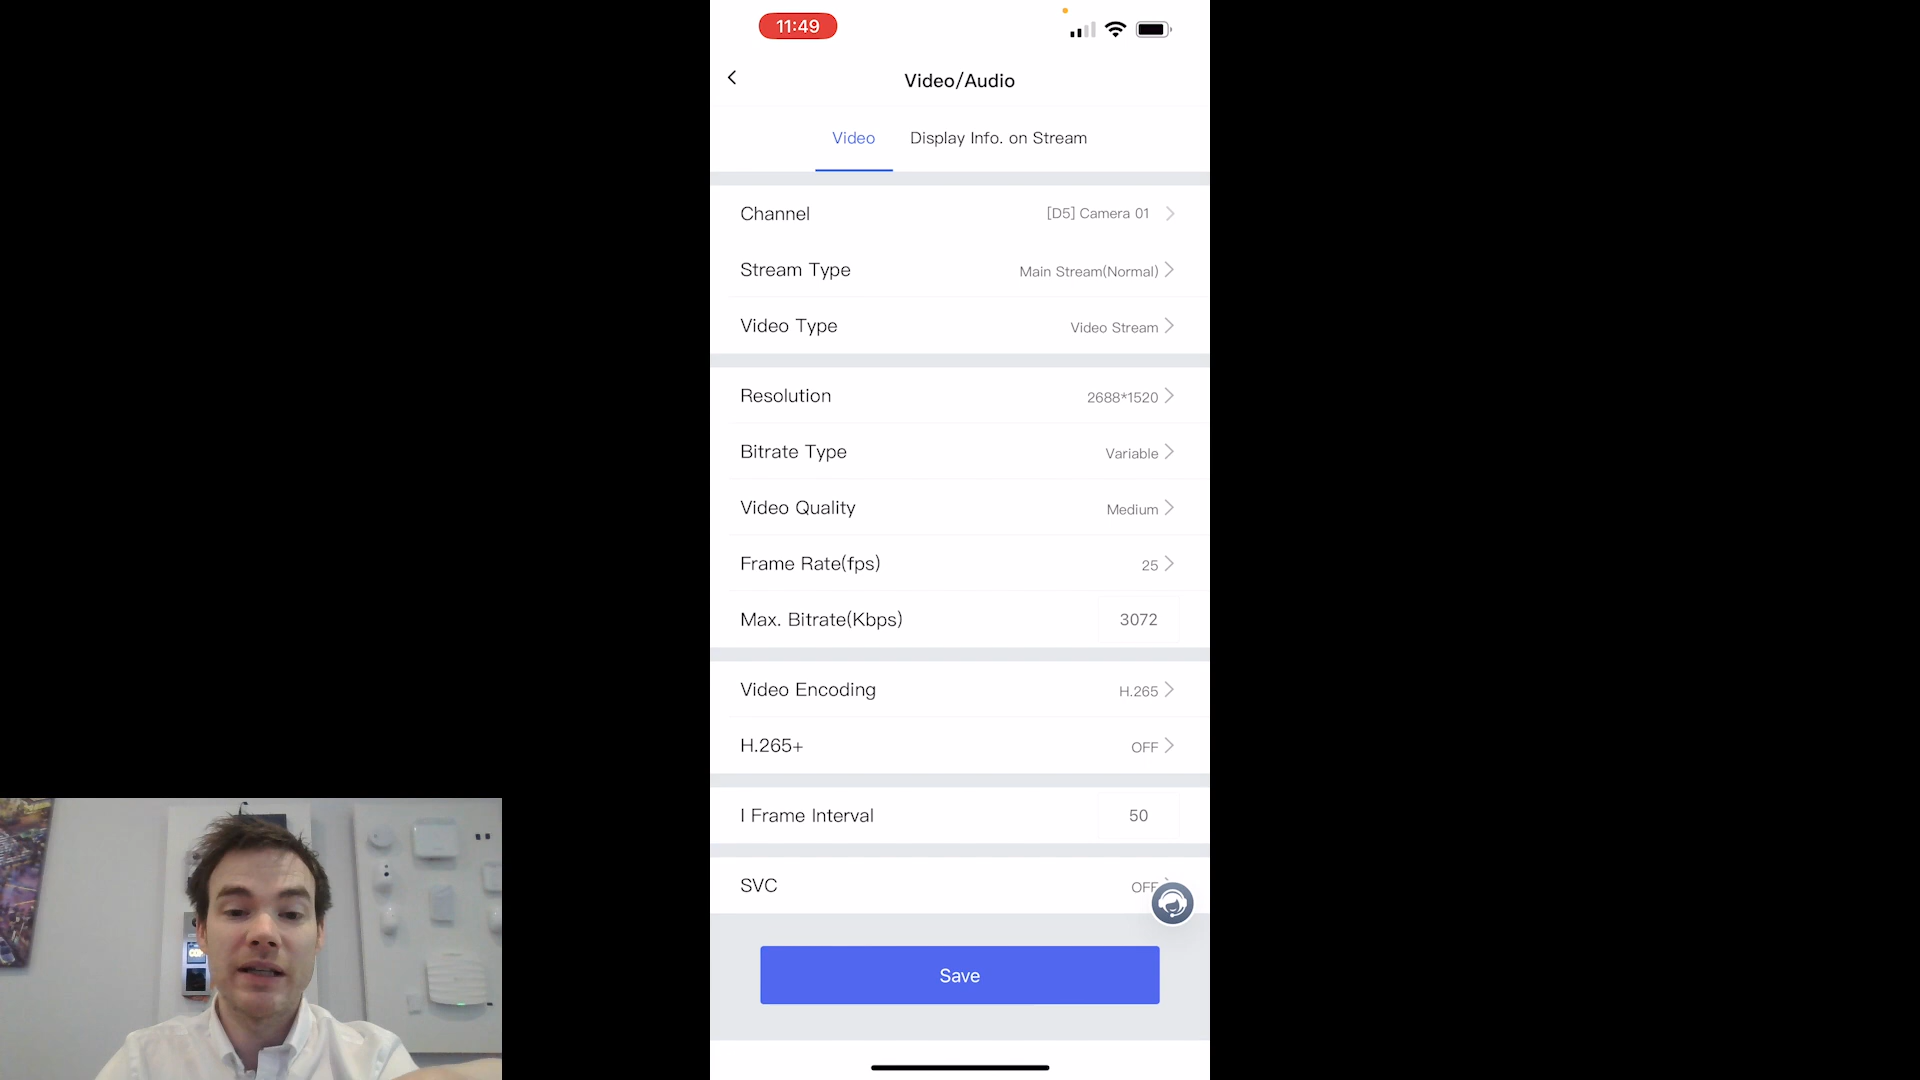 11:49
Video/Audio
Video
Display Info. on Stream
Channel
[D5] Camera 01
Stream Type
Main Stream(Normal)
Video Type
Video Stream
Resolution
2688*1520
Bitrate Type
Variable
Video Quality
Medium
Frame Rate(fps)
25
Max. Bitrate(Kbps)
3072
Video Encoding
H.265
H.265+
OFF
I Frame Interval
50
SVC
OFF
Save